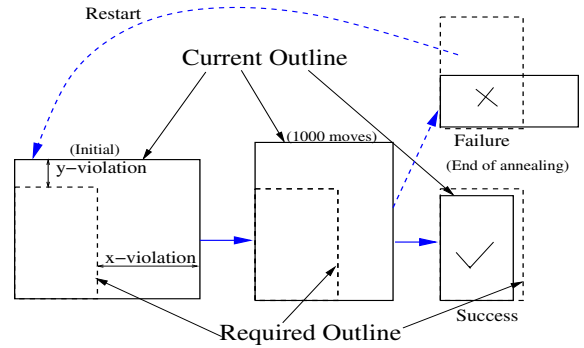 Restart
Current Outline
(Initial)
(1000 moves)
Failure
y-violation
(End of annealing)
x-violation
Success
Required Outline